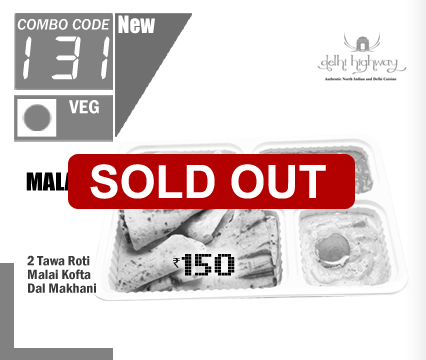 COMBO CODE
131
New
VEG
delhi highway
Authentic North Indian and Delhi Cuisine
SOLD OUT
2 Tawa Roti
Malai Kofta
Dal Makhani
₹150